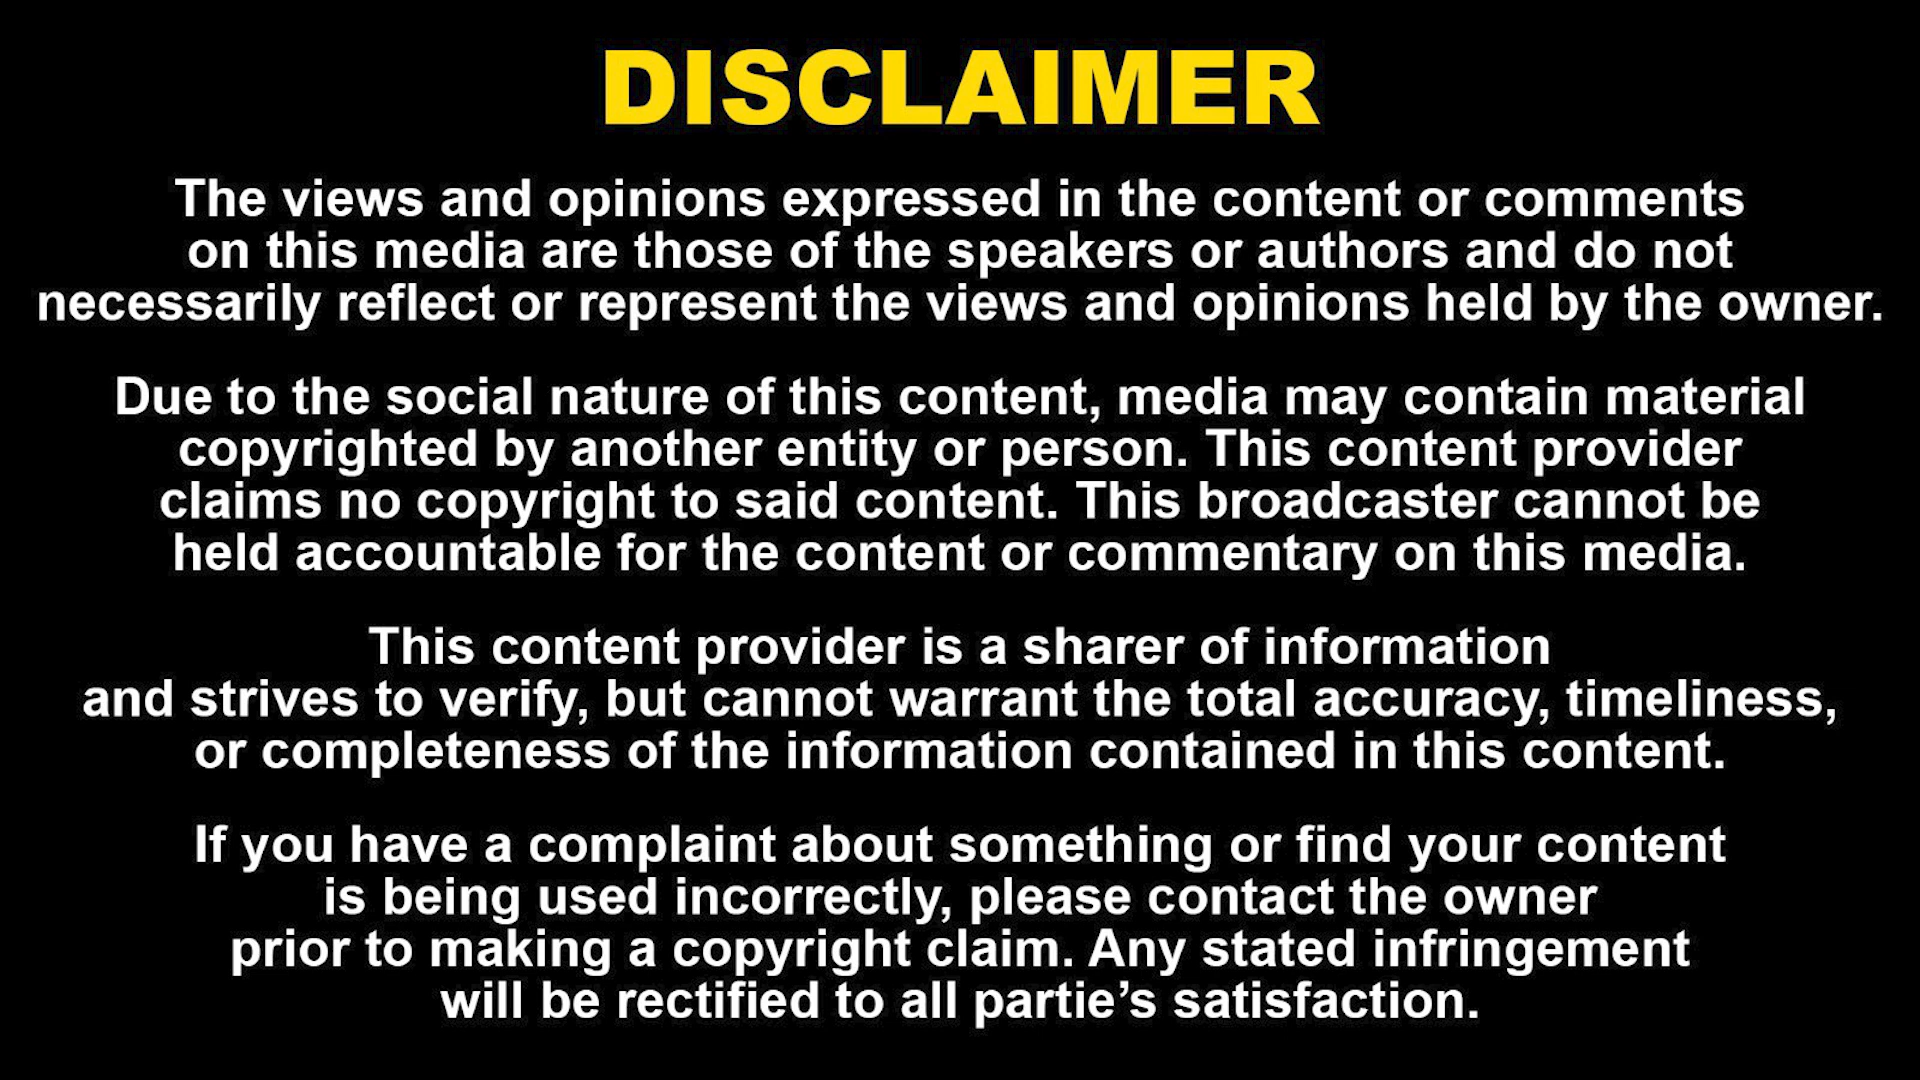 DISCLAIMER
The views and opinions expressed in the content or comments
on this media are those of the speakers or authors and do not
necessarily reflect or represent the views and opinions held by the owner.
Due to the social nature of this content, media may contain material
copyrighted by another entity or person. This content provider
claims no copyright to said content. This broadcaster cannot be
held accountable for the content or commentary on this media.
This content provider is a sharer of information
and strives to verify, but cannot warrant the total accuracy, timeliness,
or completeness of the information contained in this content.
If you have a complaint about something or find your content
is being used incorrectly, please contact the owner
prior to making a copyright claim. Any stated infringement
will be rectified to all partie’s satisfaction.